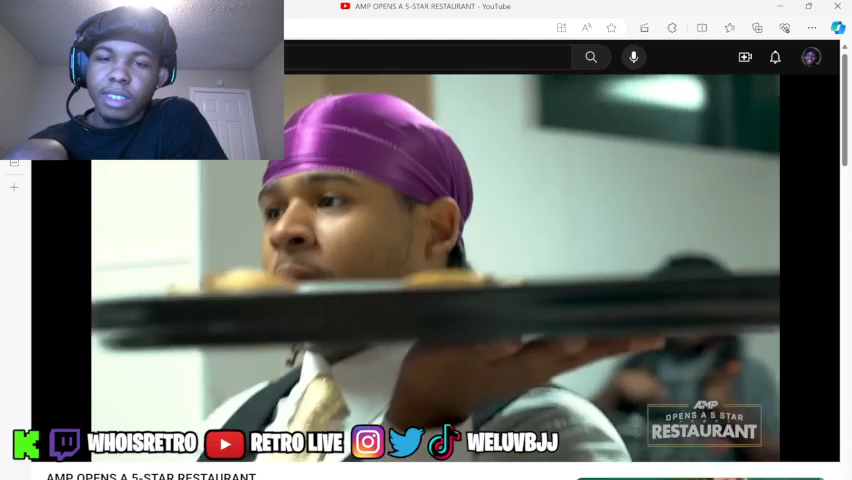 AMP OPENS A 5-STAR RESTAURANT - YouTube
AMP
OPENS A 5 STAR
RESTAURANT
WHOISRETRO RETRO LIVE WELUVBJJ
AMP OPENS A 5-STAR RESTAURANT